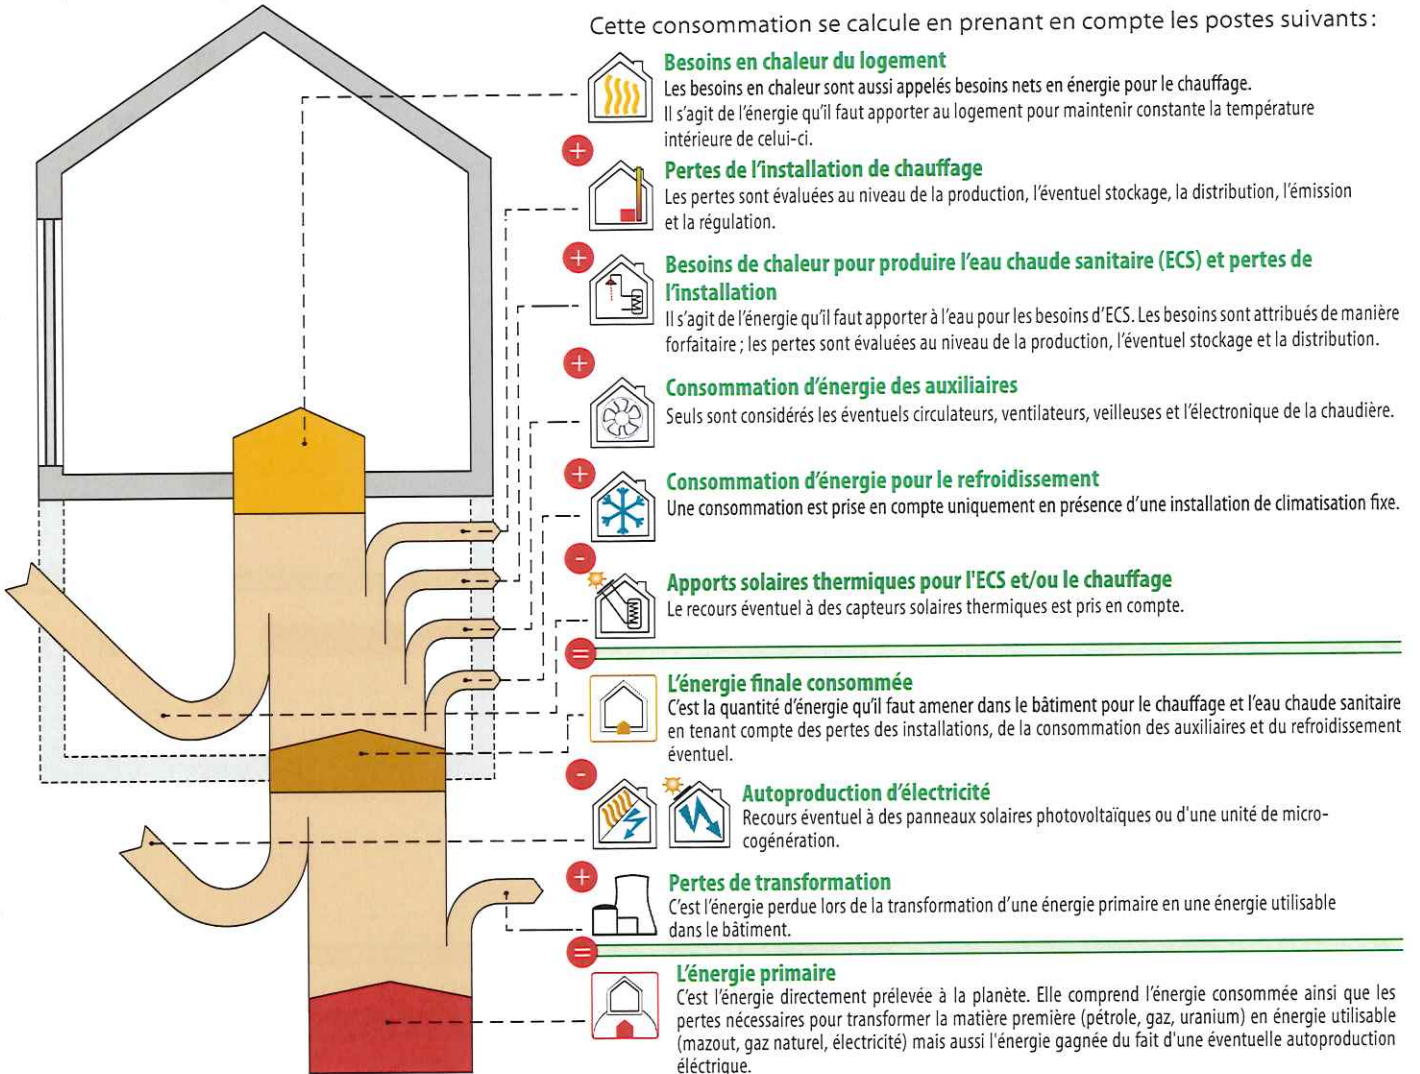 Cette consommation se calcule en prenant en compte les postes suivants :
Besoins en chaleur du logement
Les besoins en chaleur sont aussi appelés besoins nets en énergie pour le chauffage.
Il s'agit de l'énergie qu'il faut apporter au logement pour maintenir constante la température
intérieure de celui-ci.
+
Pertes de l'installation de chauffage
Les pertes sont évaluées au niveau de la production, l'éventuel stockage, la distribution, l'émission
et la régulation.
+
Besoins de chaleur pour produire l'eau chaude sanitaire (ECS) et pertes de
l'installation
Il s'agit de l'énergie qu'il faut apporter à l'eau pour les besoins d'ECS. Les besoins sont attribués de manière
forfaitaire ; les pertes sont évaluées au niveau de la production, l'éventuel stockage et la distribution.
+
Consommation d'énergie des auxiliaires
Seuls sont considérés les éventuels circulateurs, ventilateurs, veilleuses et l'électronique de la chaudière.
+
Consommation d'énergie pour le refroidissement
Une consommation est prise en compte uniquement en présence d'une installation de climatisation fixe.
-
Apports solaires thermiques pour l'ECS et/ou le chauffage
Le recours éventuel à des capteurs solaires thermiques est pris en compte.
=
L'énergie finale consommée
C'est la quantité d'énergie qu'il faut amener dans le bâtiment pour le chauffage et l'eau chaude sanitaire
en tenant compte des pertes des installations, de la consommation des auxiliaires et du refroidissement
éventuel.
-
Autoproduction d'électricité
Recours éventuel à des panneaux solaires photovoltaïques ou d'une unité de micro-
cogénération.
+
Pertes de transformation
C'est l'énergie perdue lors de la transformation d'une énergie primaire en une énergie utilisable
dans le bâtiment.
=
L'énergie primaire
C'est l'énergie directement prélevée à la planète. Elle comprend l'énergie consommée ainsi que les
pertes nécessaires pour transformer la matière première (pétrole, gaz, uranium) en énergie utilisable
(mazout, gaz naturel, électricité) mais aussi l'énergie gagnée du fait d'une éventuelle autoproduction
éléctrique.